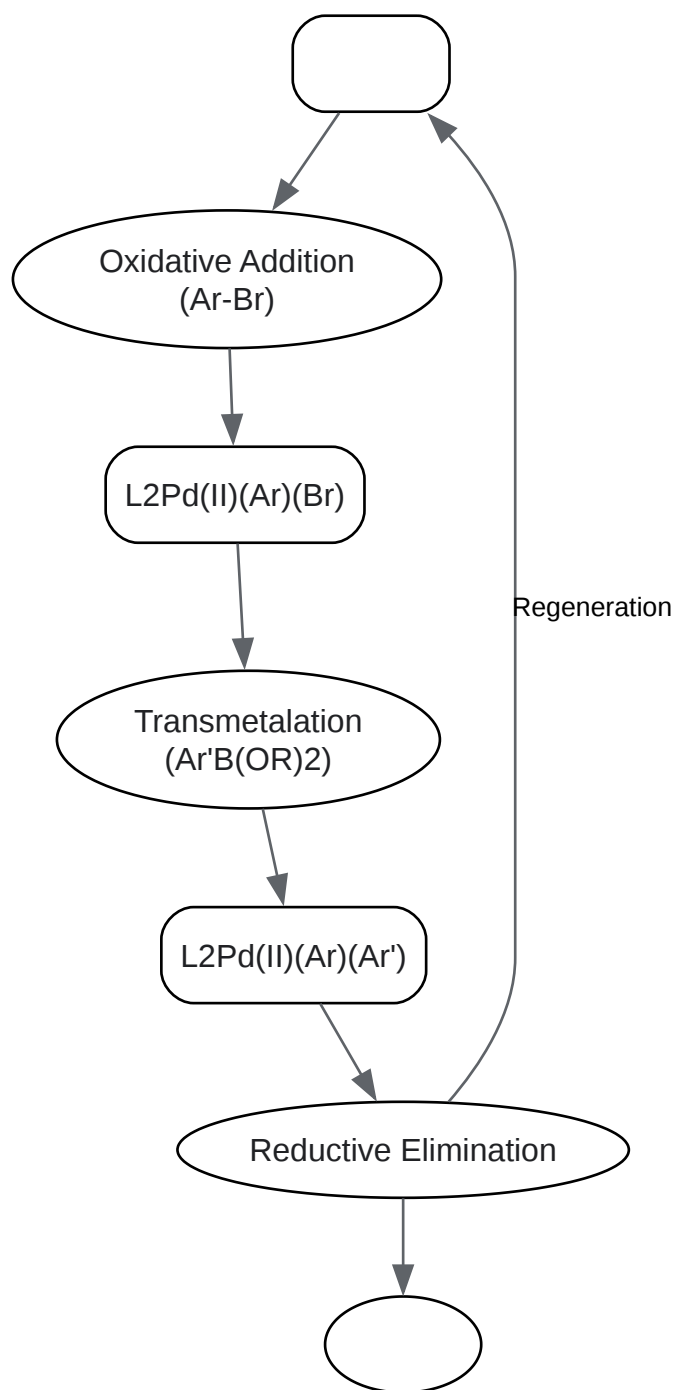 Oxidative Addition
(Ar-Br)
L2Pd(II)(Ar)(Br)
Regeneration
Transmetalation
(Ar'B(OR)2)
L2Pd(II)(Ar)(Ar')
Reductive Elimination